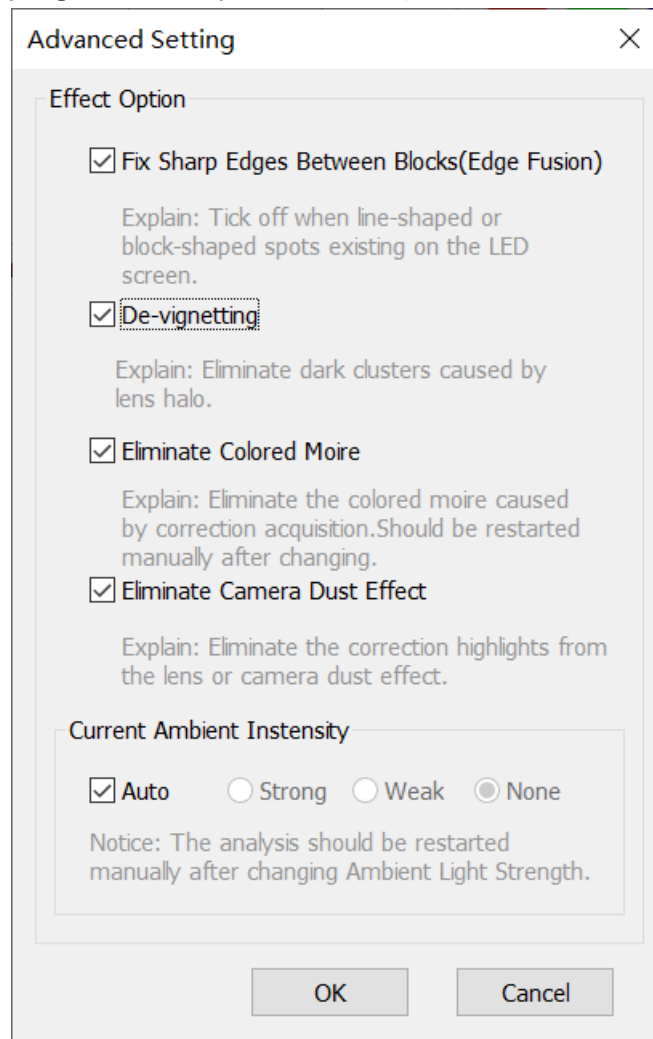 Advanced Setting
Effect Option
Fix Sharp Edges Between Blocks(Edge Fusion)
Explain: Tick off when line-shaped or
block-shaped spots existing on the LED
screen.
De-vignetting
Explain: Eliminate dark clusters caused by
lens halo.
Eliminate Colored Moire
Explain: Eliminate the colored moire caused
by correction acquisition.Should be restarted
manually after changing.
Eliminate Camera Dust Effect
Explain: Eliminate the correction highlights from
the lens or camera dust effect.
Current Ambient Instensity
Auto Strong Weak None
Notice: The analysis should be restarted
manually after changing Ambient Light Strength.
OK Cancel